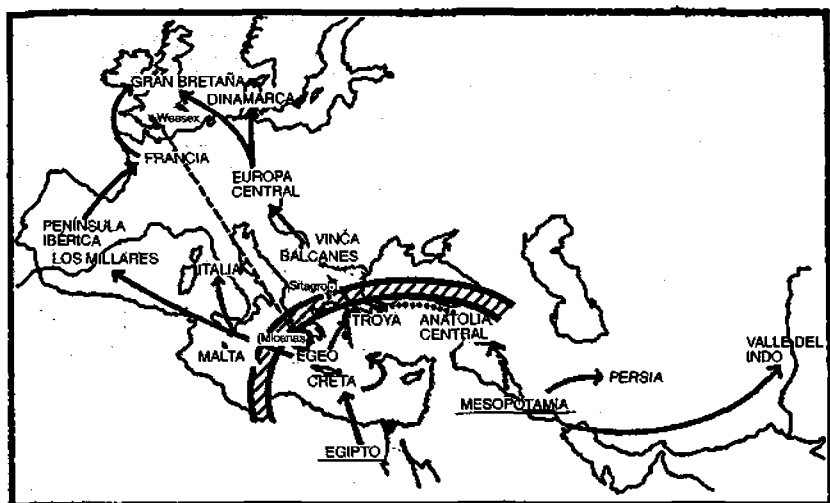 GRAN BRETAÑA
DINAMARCA
Wessex
FRANCIA
EUROPA
CENTRAL
PENÍNSULA
IBÉRICA
VINČA
BALCANES
LOS MILLARES
ITALIA
Sitagroi
TROYA
ANATOLIA
CENTRAL
Micenas
MALTA
EGEO
CRETA
VALLE DEL
INDO
PERSIA
MESOPOTAMIA
EGIPTO